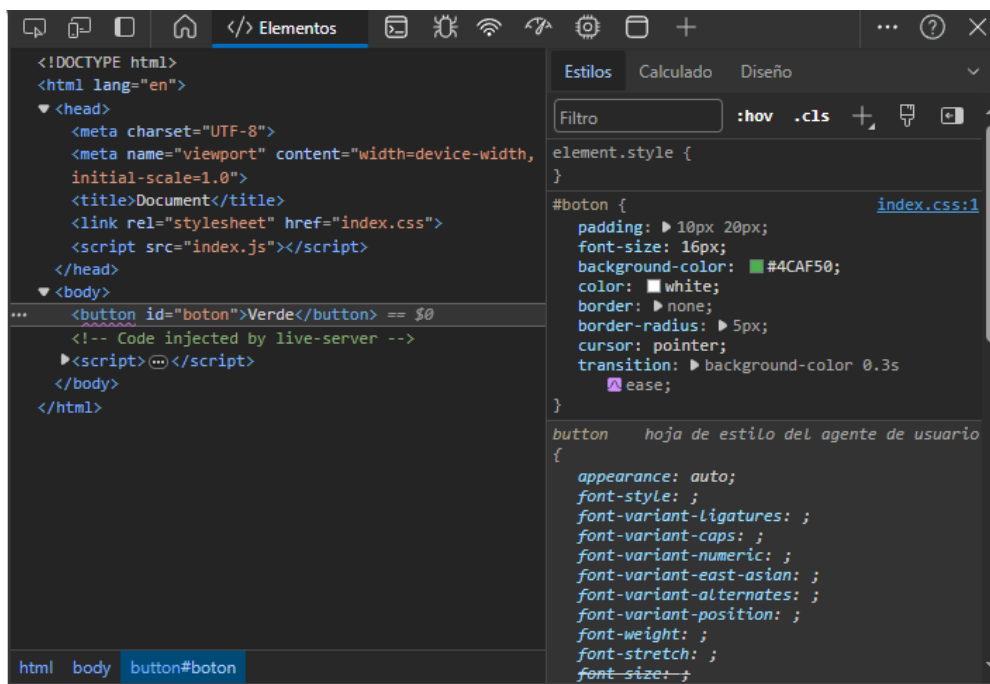 </> Elementos
<!DOCTYPE html>
<html lang="en">
<head>
<meta charset="UTF-8">
<meta name="viewport" content="width=device-width,
initial-scale=1.0">
<title>Document</title>
<link rel="stylesheet" href="index.css">
<script src="index.js"></script>
</head>
<body>
<button id="boton">Verde</button> == $0
<!-- Code injected by live-server -->
<script>…</script>
</body>
</html>
html body button#boton
Estilos Calculado Diseño
Filtro :hov .cls
element.style {
}
#boton { index.css:1
padding: 10px 20px;
font-size: 16px;
background-color: #4CAF50;
color: white;
border: none;
border-radius: 5px;
cursor: pointer;
transition: background-color 0.3s
ease;
}
button hoja de estilo del agente de usuario
{
appearance: auto;
font-style: ;
font-variant-ligatures: ;
font-variant-caps: ;
font-variant-numeric: ;
font-variant-east-asian: ;
font-variant-alternates: ;
font-variant-position: ;
font-weight: ;
font-stretch: ;
font-size: ;